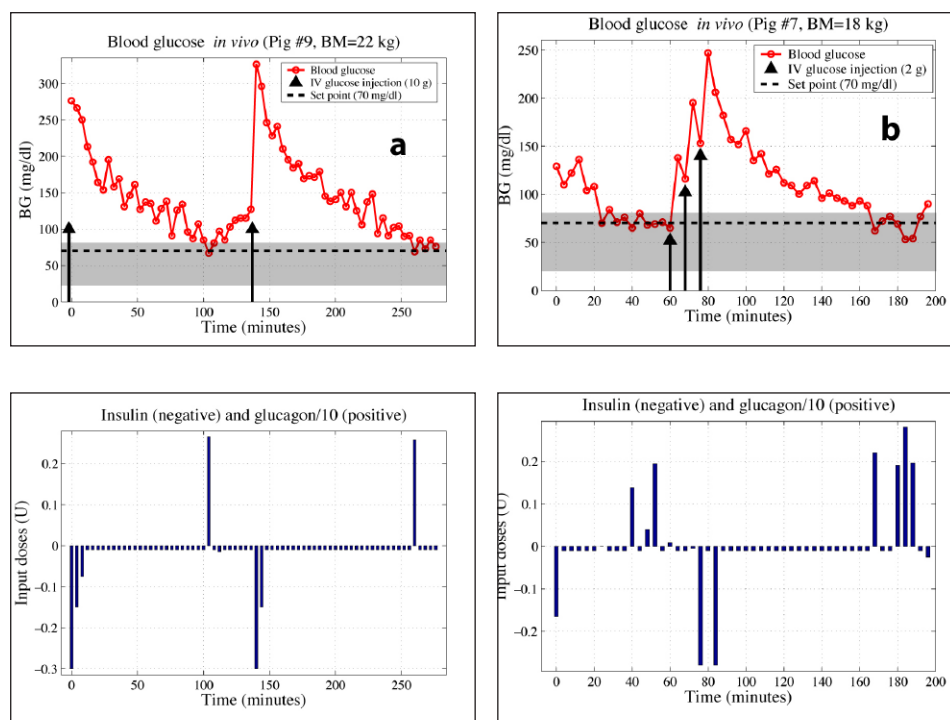 Blood glucose in vivo (Pig #9, BM=22 kg)
BG (mg/dl)
300
250
200
150
100
50
0
Blood glucose
IV glucose injection (10 g)
Set point (70 mg/dl)
a
0 50 100 150 200 250
Time (minutes)
Blood glucose in vivo (Pig #7, BM=18 kg)
BG (mg/dl)
250
200
150
100
50
0
Blood glucose
IV glucose injection (2 g)
Set point (70 mg/dl)
b
0 20 40 60 80 100 120 140 160 180 200
Time (minutes)
Insulin (negative) and glucagon/10 (positive)
Input doses (U)
0.2
0.1
0
−0.1
−0.2
−0.3
0 50 100 150 200 250
Time (minutes)
Insulin (negative) and glucagon/10 (positive)
Input doses (U)
0.2
0.1
0
−0.1
−0.2
0 20 40 60 80 100 120 140 160 180 200
Time (minutes)